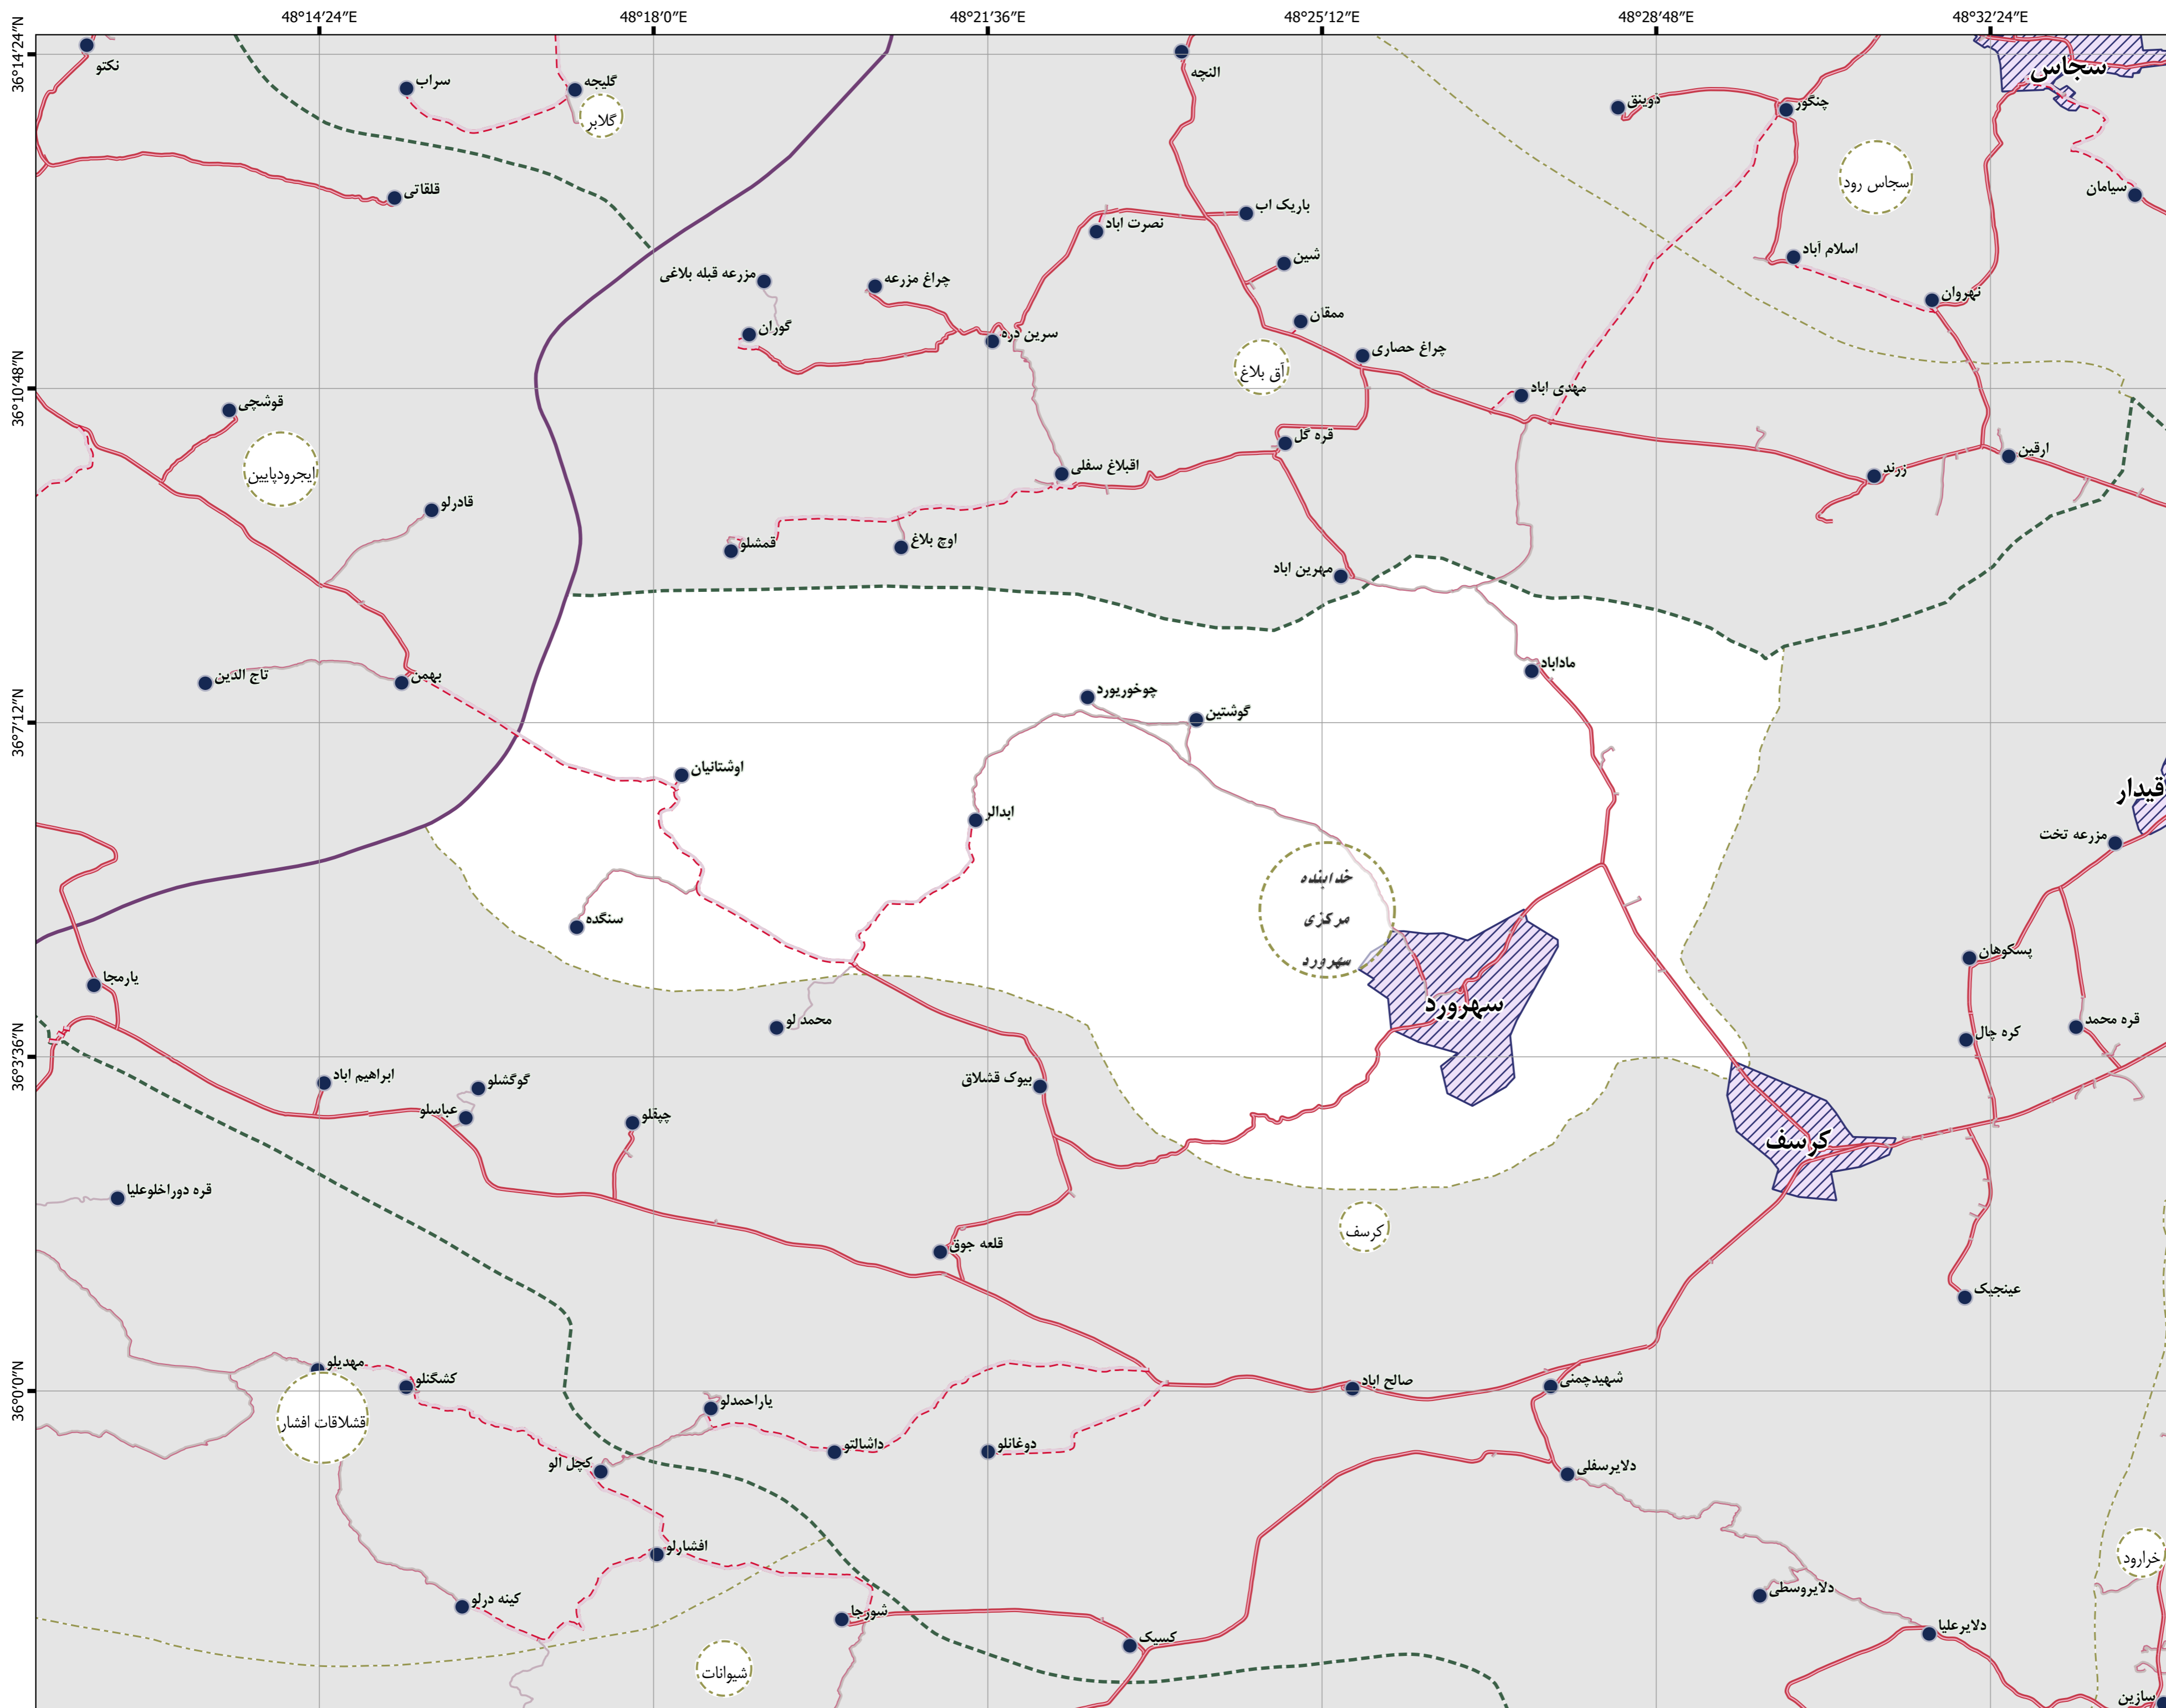 48°14′24″E
48°18′0″E
48°21′36″E
48°25′12″E
48°28′48″E
48°32′24″E
36°14′24″N
36°10′48″N
36°7′12″N
36°3′36″N
36°0′0″N
نکتو
سراب
گلیجه
گلابر
النچه
ذوینق
چنگور
سجاس
سجاس رود
سیامان
قلقاتی
باریک اب
نصرت اباد
شین
اسلام آباد
مزرعه قبله بلاغی
چراغ مزرعه
نهروان
گوران
سرین دره
ممقان
چراغ حصاری
آق بلاغ
مهدی اباد
قوشچی
ایجرودپایین
قره گل
ارقین
اقبلاغ سفلی
زرند
قادرلو
قمشلو
اوچ بلاغ
مهرین اباد
ماداباد
تاج الدین
بهمن
چوخوریورد
گوشتین
اوشتانیان
قیدار
ابدالر
مزرعه تخت
خدابنده
مرکزی
سهرورد
سنگده
پسکوهان
یارمجا
سهرورد
محمد لو
قره محمد
کره چال
ابراهیم اباد
گوگشلو
بیوک قشلاق
عباسلو
چپقلو
کرسف
قره دوراخلوعلیا
کرسف
قلعه جوق
عینجیک
مهدیلو
کشگنلو
قشلاقات افشار
صالح اباد
شهیدچمنی
یاراحمدلو
داشالتو
دوغانلو
کچل الو
دلایرسفلی
افشارلو
خرارود
کینه درلو
دلایروسطی
شورجا
دلایرعلیا
کسیک
شیوانات
سازین